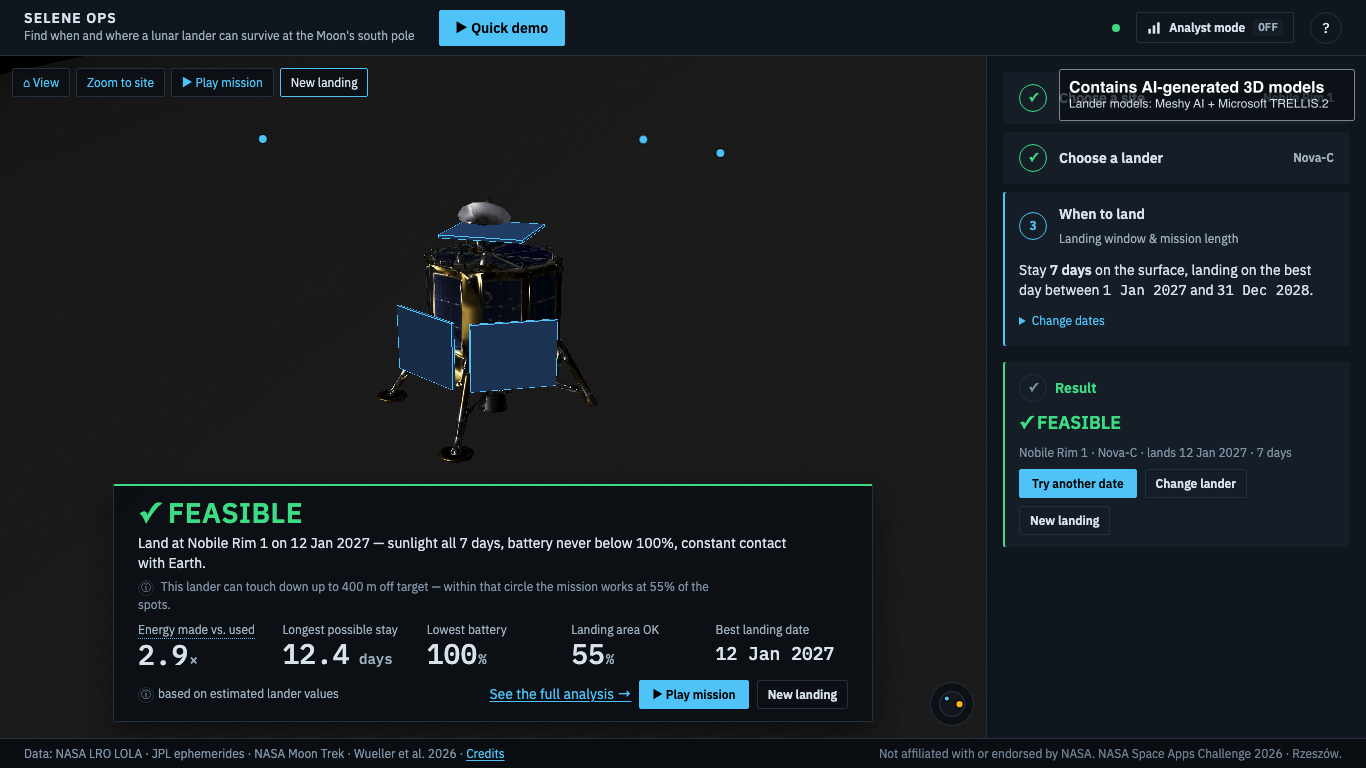 SELENE OPS
Find when and where a lunar lander can survive at the Moon's south pole
▶ Quick demo
Analyst mode OFF
?
⌂ View
Zoom to site
▶ Play mission
New landing
Contains AI-generated 3D models
Lander models: Meshy AI + Microsoft TRELLIS.2
✓ Choose a site Nobile Rim 1
✓ Choose a lander Nova-C
3 When to land
Landing window & mission length
Stay 7 days on the surface, landing on the best
day between 1 Jan 2027 and 31 Dec 2028.
▶ Change dates
✓ Result
✓ FEASIBLE
Nobile Rim 1 · Nova-C · lands 12 Jan 2027 · 7 days
Try another date
Change lander
New landing
✓ FEASIBLE
Land at Nobile Rim 1 on 12 Jan 2027 — sunlight all 7 days, battery never below 100%, constant contact
with Earth.
ⓘ This lander can touch down up to 400 m off target — within that circle the mission works at 55% of the
spots.
Energy made vs. used
2.9×
Longest possible stay
12.4 days
Lowest battery
100%
Landing area OK
55%
Best landing date
12 Jan 2027
ⓘ based on estimated lander values
See the full analysis →
▶ Play mission
New landing
Data: NASA LRO LOLA · JPL ephemerides · NASA Moon Trek · Wueller et al. 2026 · Credits
Not affiliated with or endorsed by NASA. NASA Space Apps Challenge 2026 · Rzeszów.